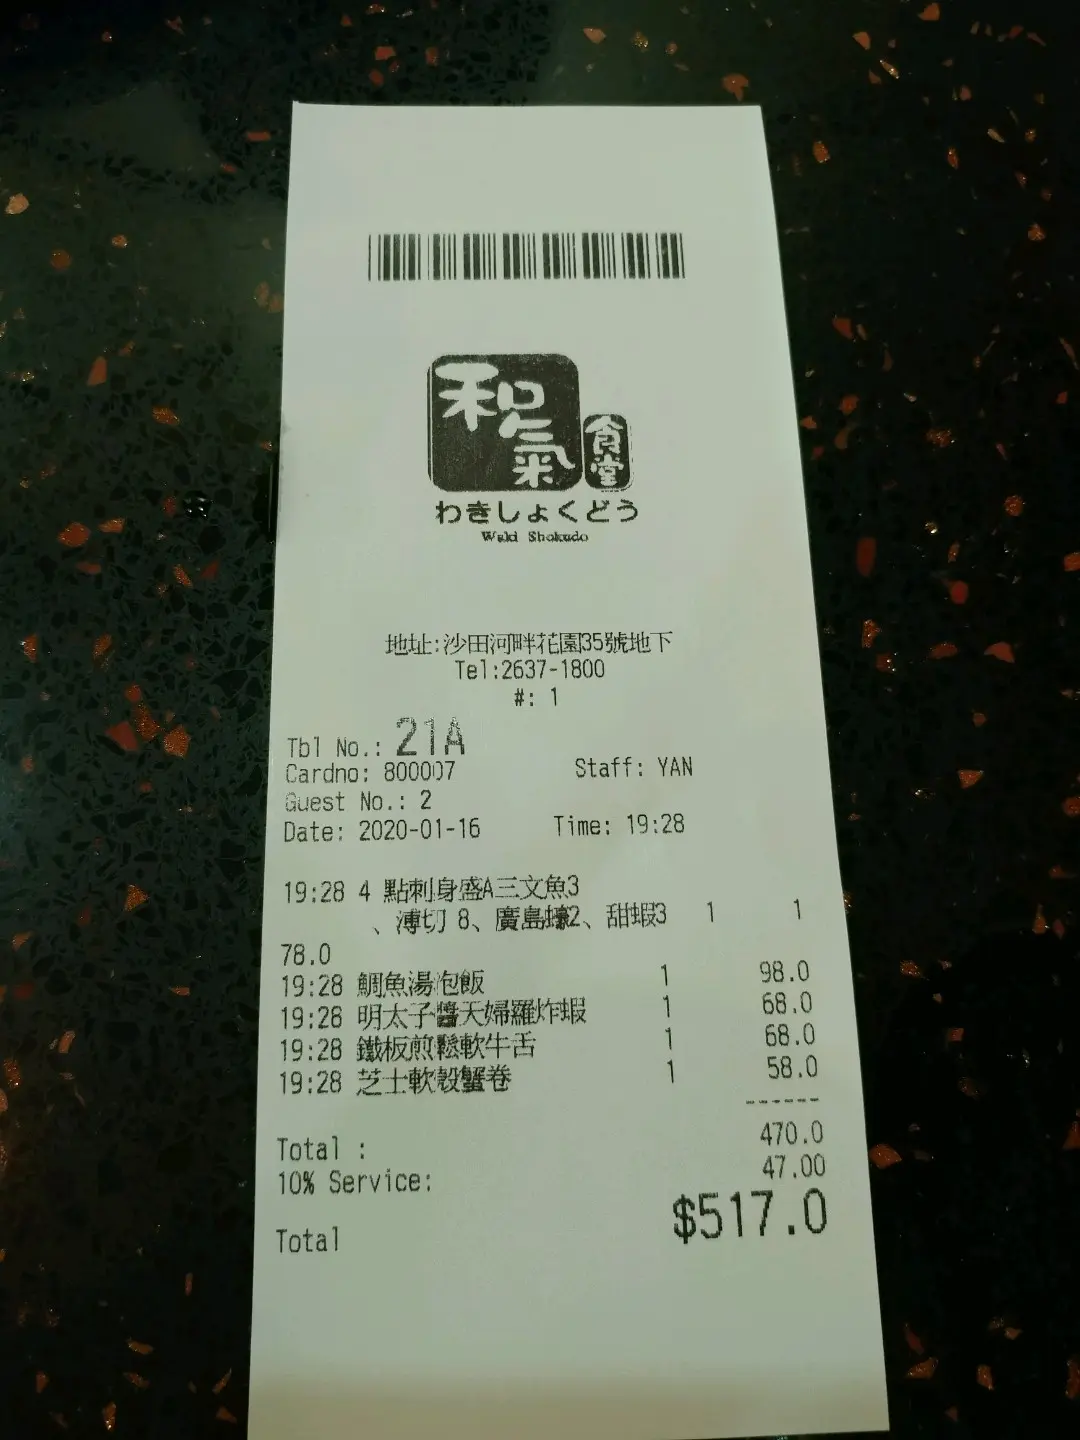 和氣
食堂
わきしょくどう
Waki Shokudo
地址:沙田河畔花園35號地下
Tel:2637-1800
#: 1
Tbl No.: 21A
Cardno: 800007 Staff: YAN
Guest No.: 2
Date: 2020-01-16 Time: 19:28
19:28 4 點刺身盛A三文魚3
、溥切 8、廣島蠔2、甜蝦3 1 1
78.0
19:28 鯛魚湯泡飯 1 98.0
19:28 明太子醬天婦羅炸蝦 1 68.0
19:28 鐵板煎鬆軟牛舌 1 68.0
19:28 芝士軟殼蟹卷 1 58.0
------
Total : 470.0
10% Service: 47.00
Total $517.0